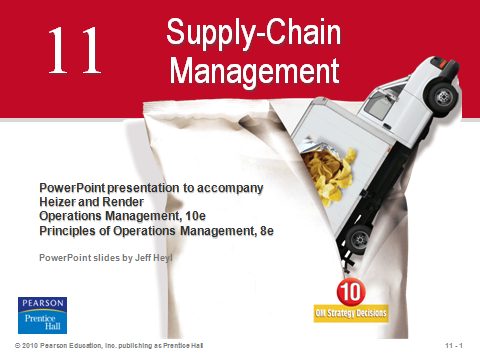 11
Supply-Chain
Management
PowerPoint presentation to accompany
Heizer and Render
Operations Management, 10e
Principles of Operations Management, 8e
PowerPoint slides by Jeff Heyl
10
OM Strategy Decisions
PEARSON
Prentice
Hall
© 2010 Pearson Education, Inc. publishing as Prentice Hall
11 - 1